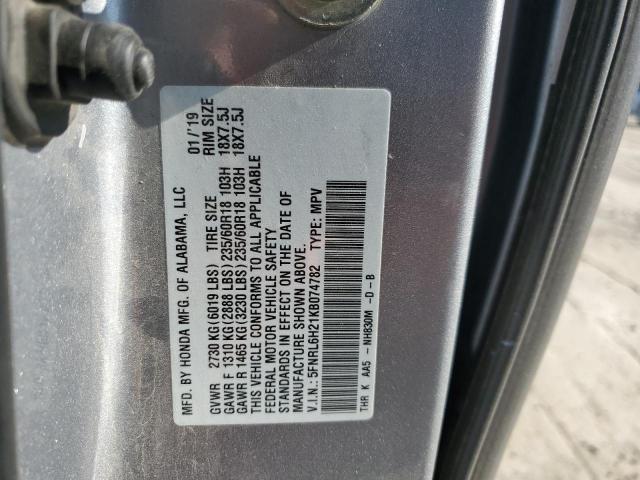 MFD. BY HONDA MFG. OF ALABAMA, LLC 01/'19
GVWR 2730 KG(6019 LBS) TIRE SIZE RIM SIZE
GAWR F 1310 KG(2888 LBS)235/60R18 103H 18X7.5J
GAWR R 1465 KG(3230 LBS)235/60R18 103H 18X7.5J
THIS VEHICLE CONFORMS TO ALL APPLICABLE
FEDERAL MOTOR VEHICLE SAFETY
STANDARDS IN EFFECT ON THE DATE OF
MANUFACTURE SHOWN ABOVE.
V.I.N.: 5FNRL6H21KB074782 TYPE: MPV
THR K AA5 - NH830M -D -B